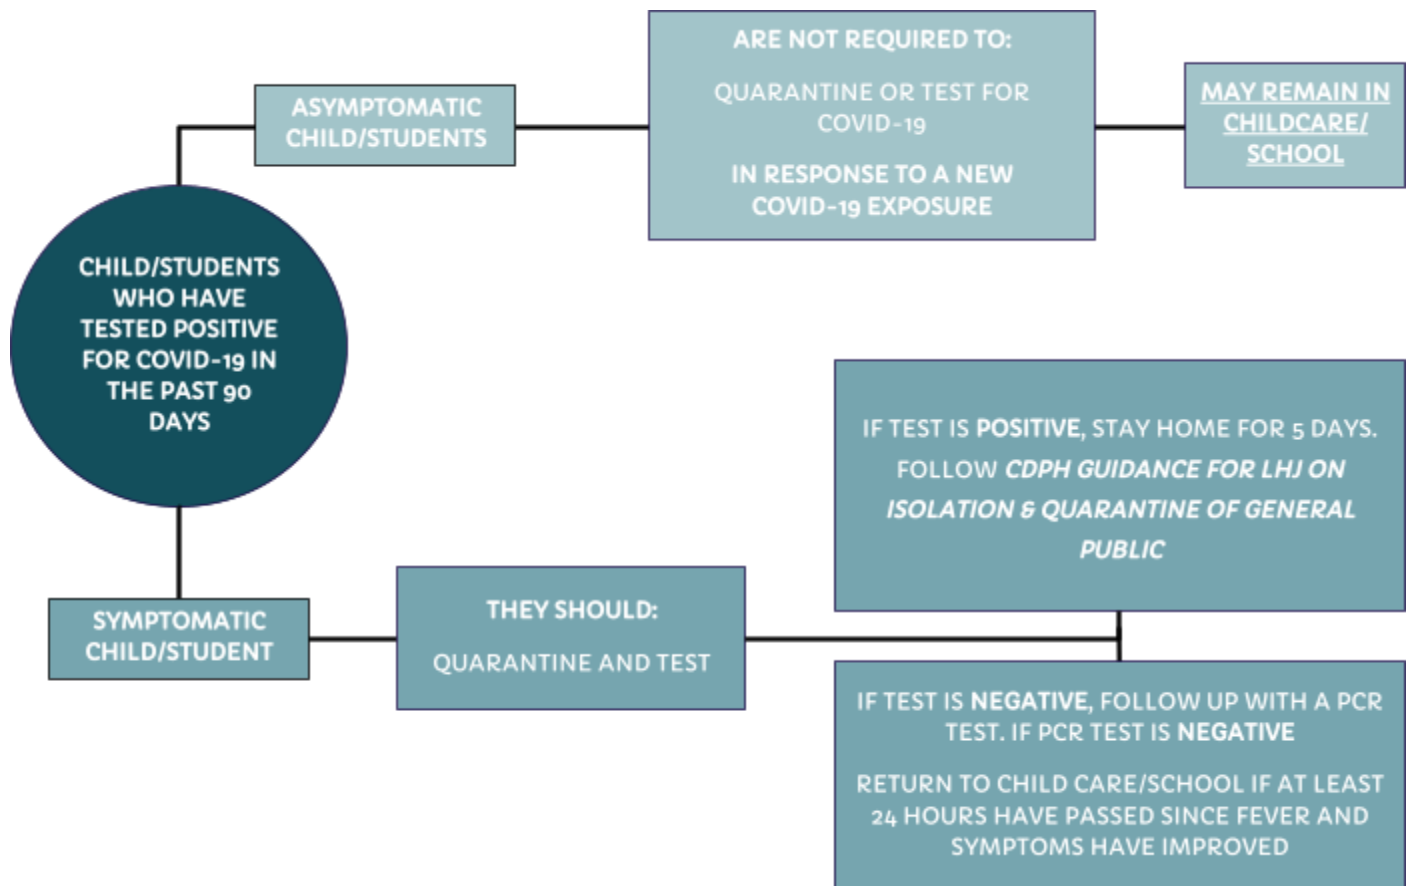 ARE NOT REQUIRED TO:
QUARANTINE OR TEST FOR
COVID-19
IN RESPONSE TO A NEW
COVID-19 EXPOSURE
MAY REMAIN IN
CHILDCARE/
SCHOOL
ASYMPTOMATIC
CHILD/STUDENTS
CHILD/STUDENTS
WHO HAVE
TESTED POSITIVE
FOR COVID-19 IN
THE PAST 90
DAYS
IF TEST IS POSITIVE, STAY HOME FOR 5 DAYS.
FOLLOW CDPH GUIDANCE FOR LHJ ON
ISOLATION & QUARANTINE OF GENERAL
PUBLIC
SYMPTOMATIC
CHILD/STUDENT
THEY SHOULD:
QUARANTINE AND TEST
IF TEST IS NEGATIVE, FOLLOW UP WITH A PCR
TEST. IF PCR TEST IS NEGATIVE
RETURN TO CHILD CARE/SCHOOL IF AT LEAST
24 HOURS HAVE PASSED SINCE FEVER AND
SYMPTOMS HAVE IMPROVED